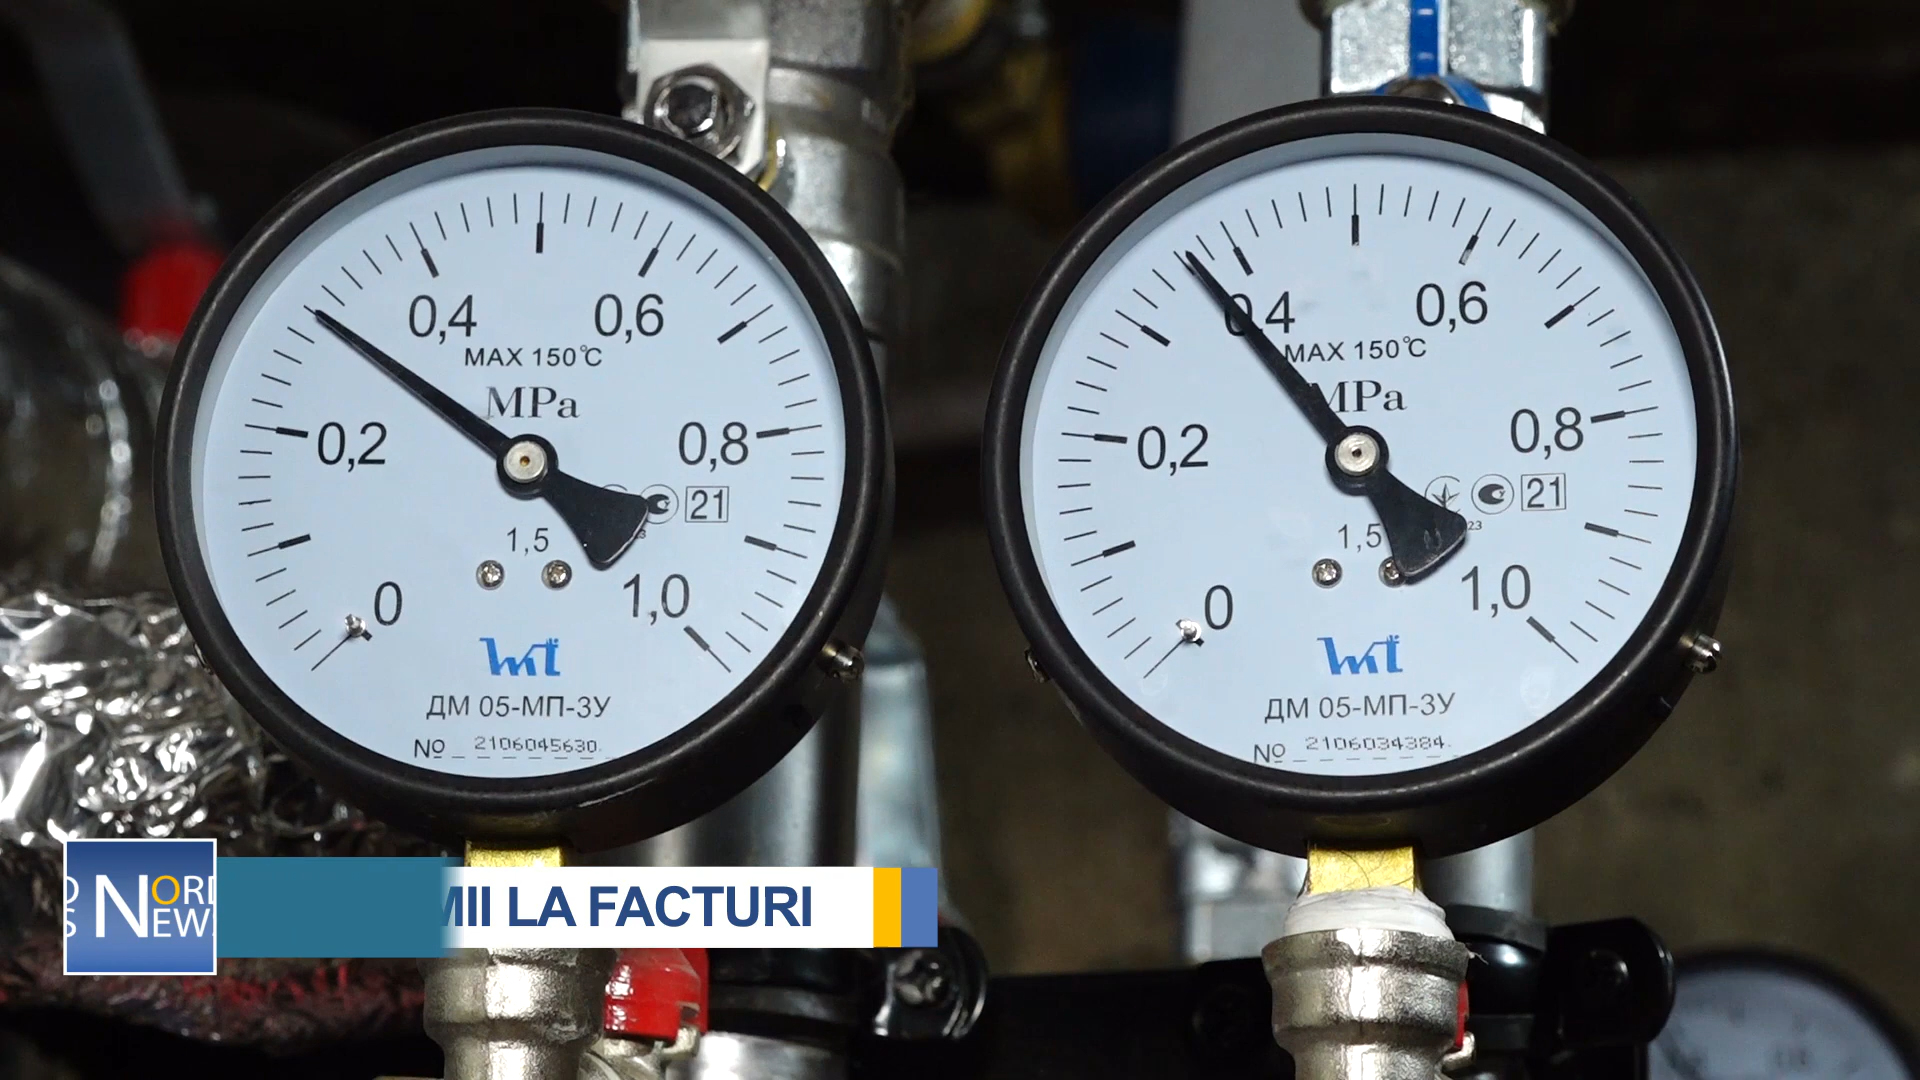 0,4 0,6
MAX 150°C
MPa
0,2 0,8
21
1,5
0 1,0
ДМ 05-МП-3У
№ 2106045630
0,4 0,6
MAX 150°C
MPa
0,2 0,8
21
1,5
0 1,0
ДМ 05-МП-3У
№ 2106034384
NORD
NEWS
MII LA FACTURI